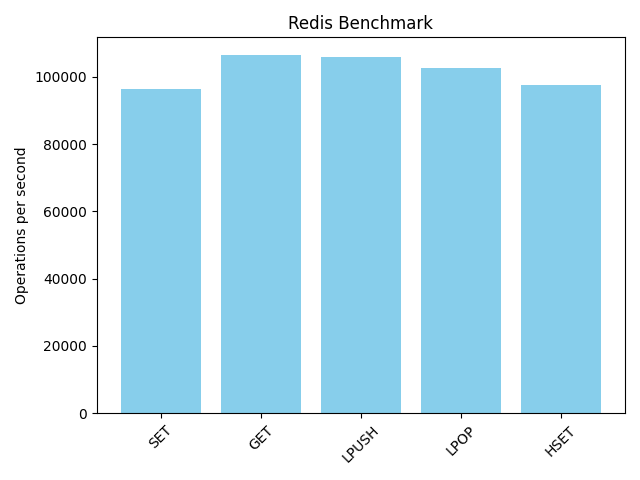 Redis Benchmark
Operations per second
100000
80000
60000
40000
20000
0
SET
GET
LPUSH
LPOP
HSET